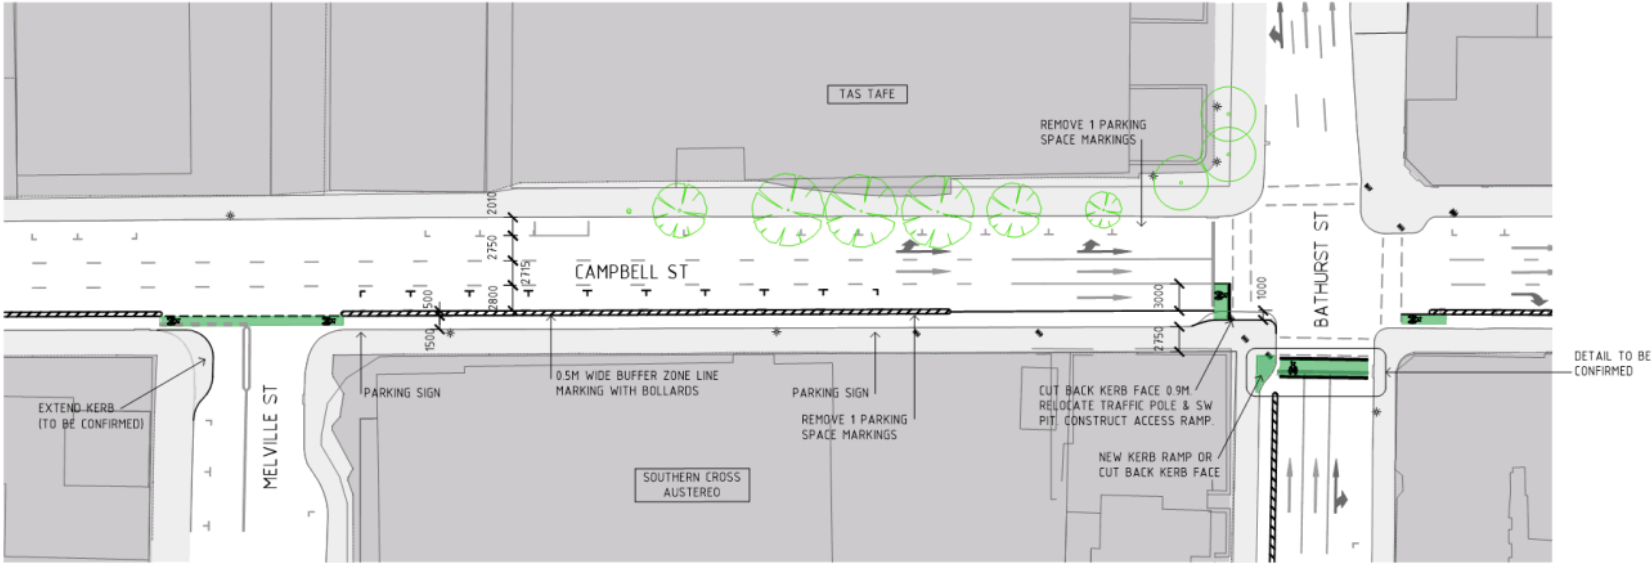 TAS TAFE
REMOVE 1 PARKING
SPACE MARKINGS
2010
2750
2715
2800
CAMPBELL ST
500
1500
3000
1000
2750
BATHURST ST
MELVILLE ST
EXTEND KERB
(TO BE CONFIRMED)
PARKING SIGN
0.5M WIDE BUFFER ZONE LINE
MARKING WITH BOLLARDS
PARKING SIGN
REMOVE 1 PARKING
SPACE MARKINGS
CUT BACK KERB FACE 0.9M.
RELOCATE TRAFFIC POLE & SW
PIT. CONSTRUCT ACCESS RAMP.
NEW KERB RAMP OR
CUT BACK KERB FACE
DETAIL TO BE
CONFIRMED
SOUTHERN CROSS
AUSTEREO